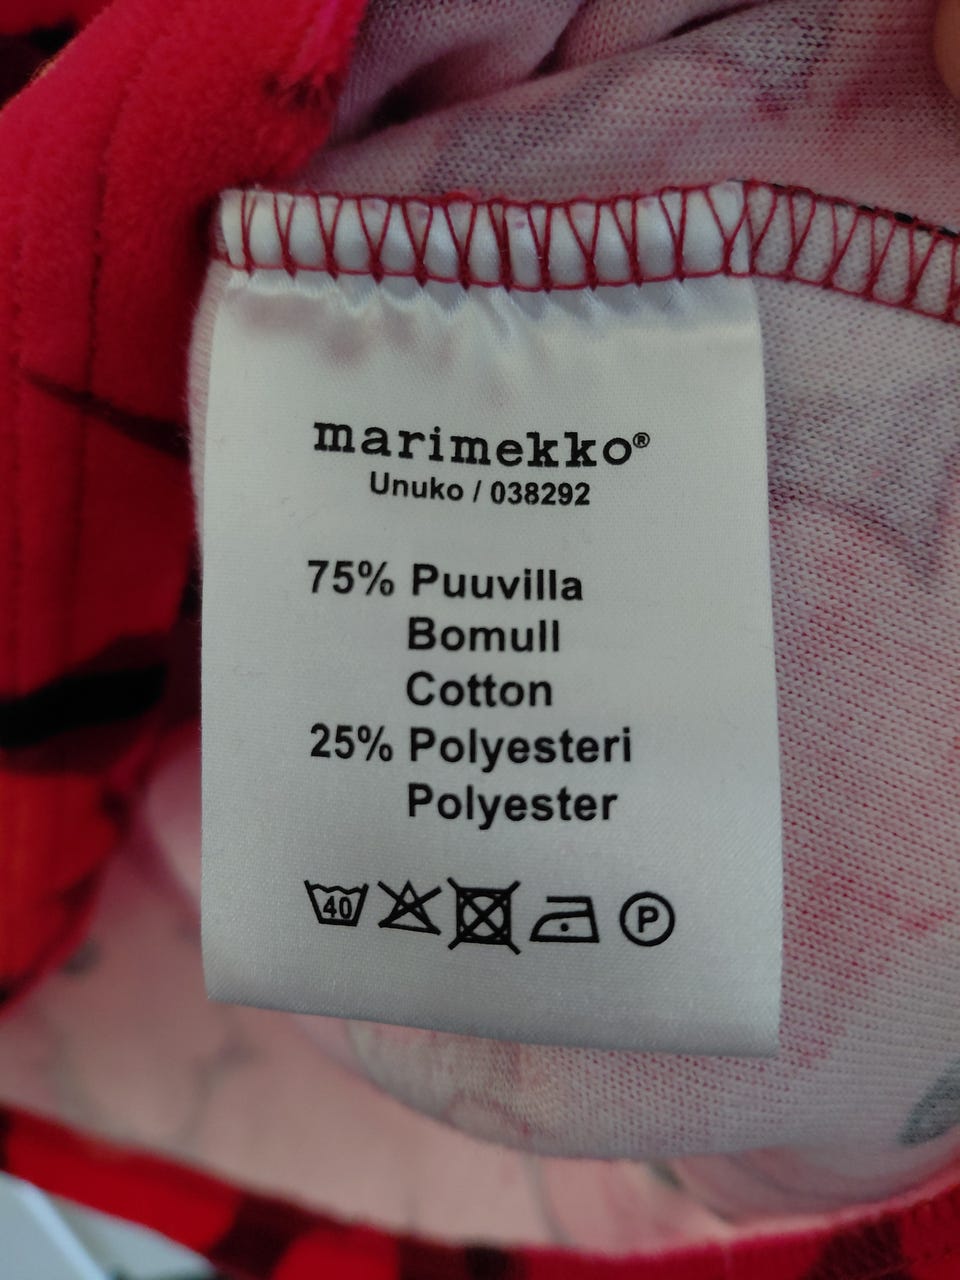 marimekko®
Unuko / 038292
75% Puuvilla
Bomull
Cotton
25% Polyesteri
Polyester
40 P